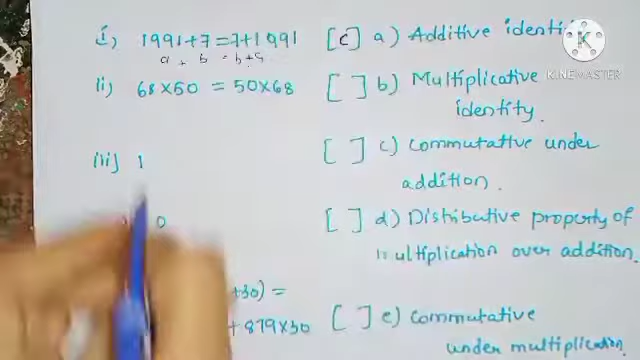 i) 1991+7 = 7+1991 [c] a) Additive
a + b = b+a
ii) 68×50 = 50×68 [ ] b) Multiplicative
identity.
iii) 1 [ ] c) Commutative under
addition.
0 [ ] d) Distributive property of
multiplication over addition.
+30) =
+ 879×30 [ ] e) Commutative
under multiplication
KINEMASTER